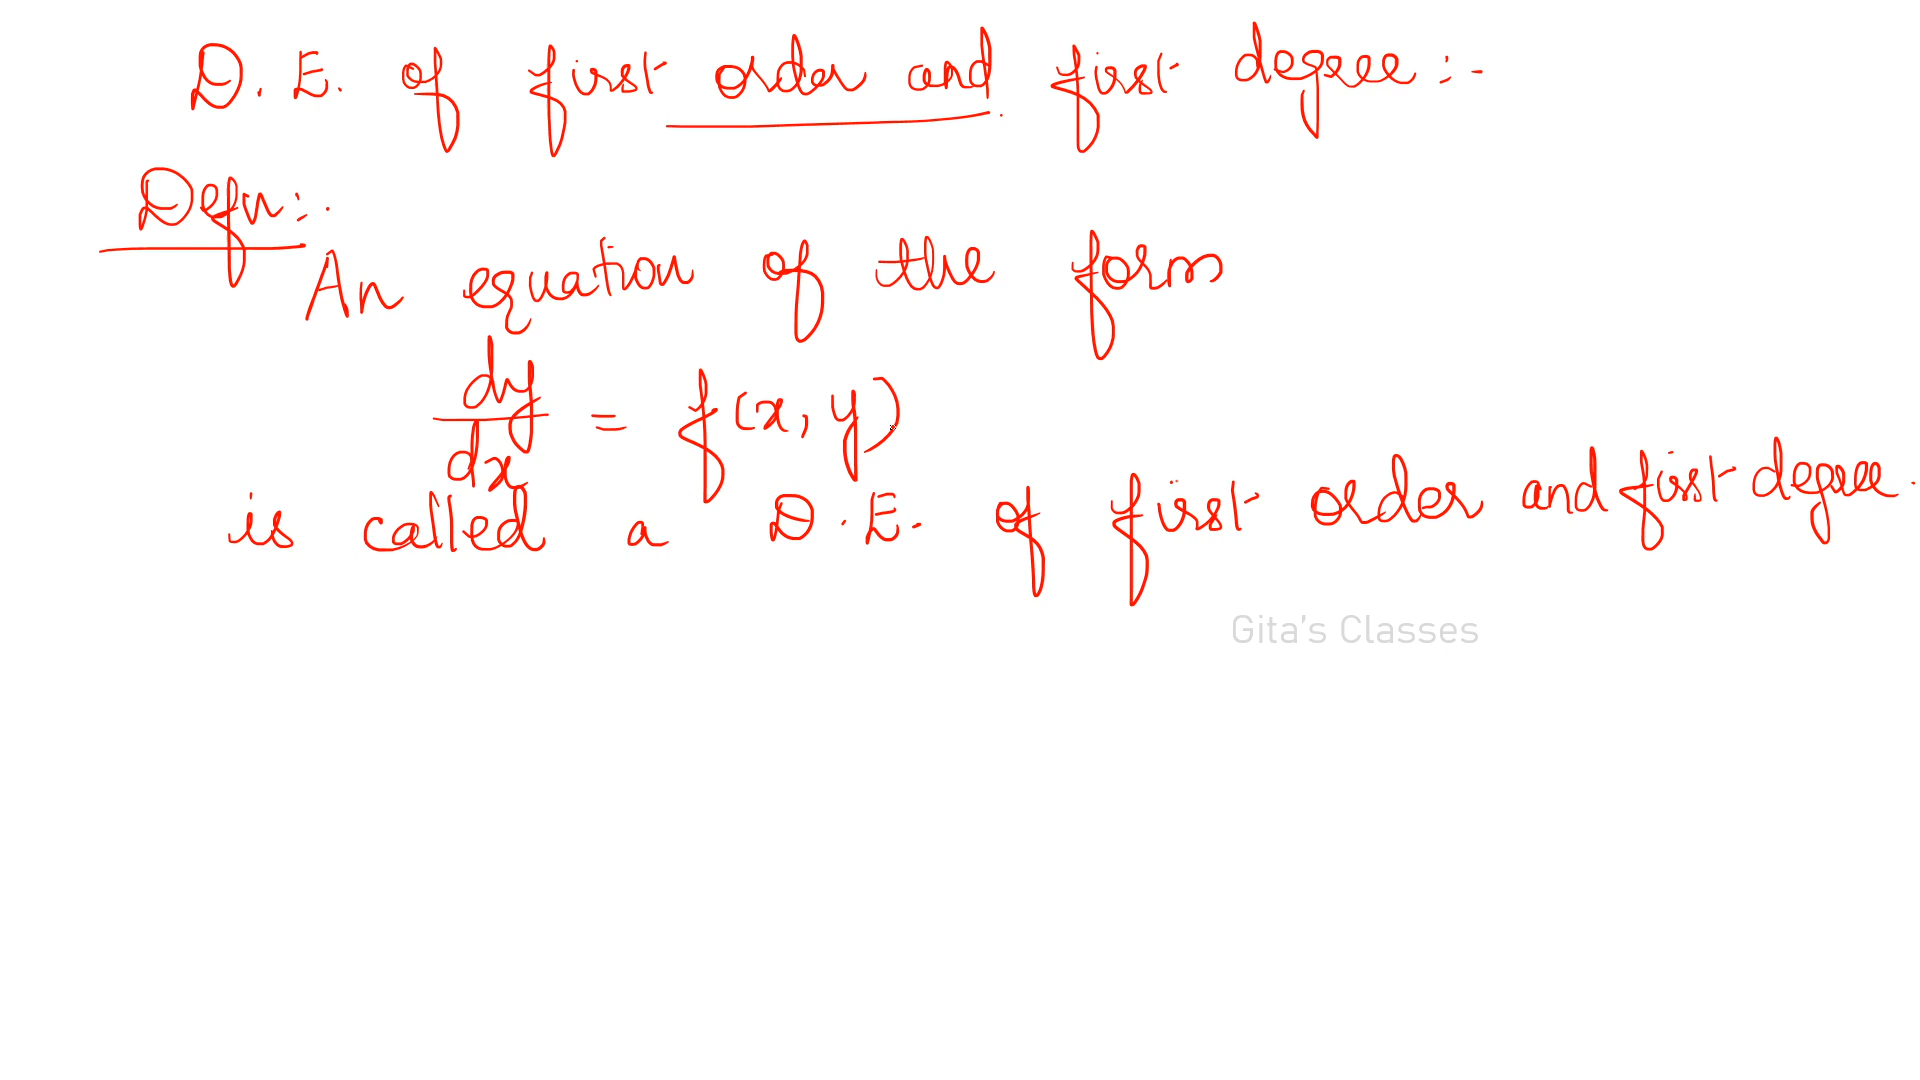 D.E. of first order and first degree :-
Defn :-
An equation of the form
dy/dx = f(x, y)
is called a D.E. of first order and first degree.
Gita's Classes